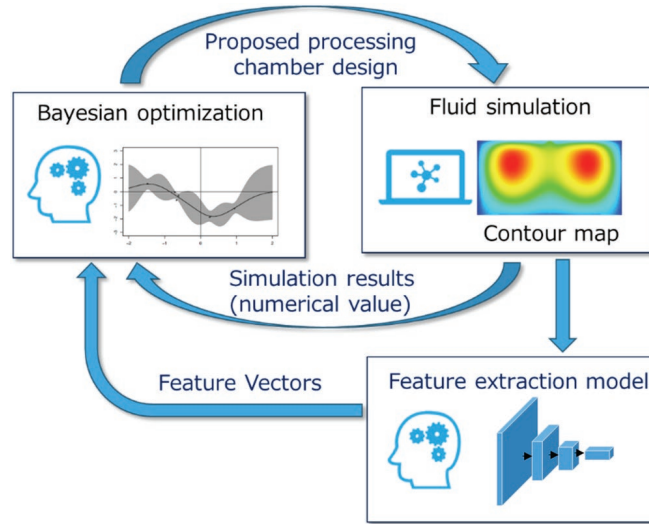 Proposed processing
chamber design
Bayesian optimization
Fluid simulation
Contour map
Simulation results
(numerical value)
Feature Vectors
Feature extraction model